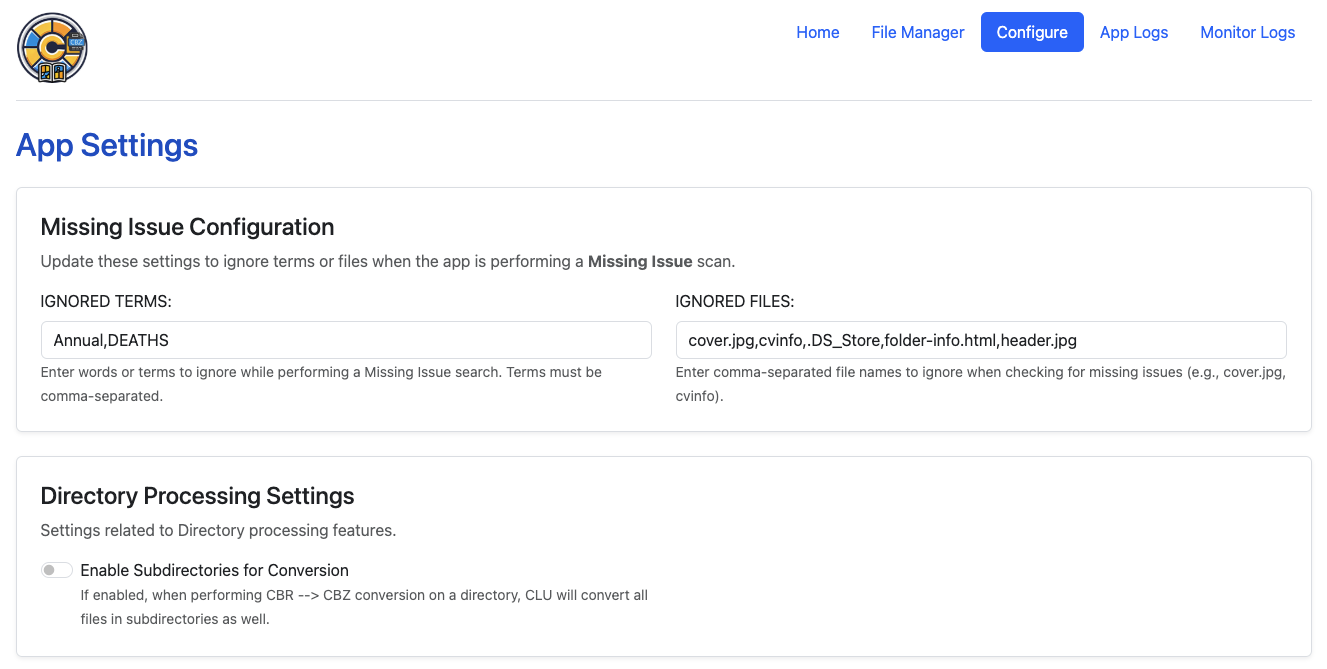 CBZ
Home
File Manager
Configure
App Logs
Monitor Logs
App Settings
Missing Issue Configuration
Update these settings to ignore terms or files when the app is performing a Missing Issue scan.
IGNORED TERMS:
Annual,DEATHS
Enter words or terms to ignore while performing a Missing Issue search. Terms must be
comma-separated.
IGNORED FILES:
cover.jpg,cvinfo,.DS_Store,folder-info.html,header.jpg
Enter comma-separated file names to ignore when checking for missing issues (e.g., cover.jpg,
cvinfo).
Directory Processing Settings
Settings related to Directory processing features.
Enable Subdirectories for Conversion
If enabled, when performing CBR --> CBZ conversion on a directory, CLU will convert all
files in subdirectories as well.